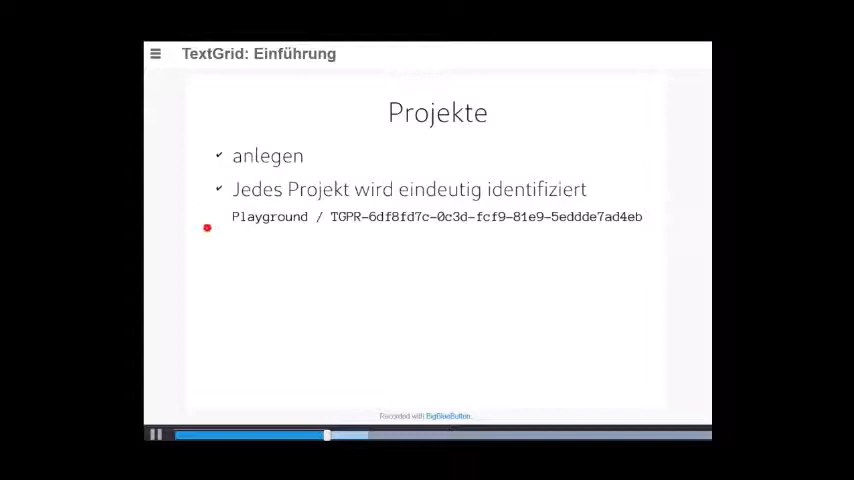 TextGrid: Einführung
Projekte
✓ anlegen
✓ Jedes Projekt wird eindeutig identifiziert
Playground / TGPR-6df8fd7c-0c3d-fcf9-81e9-5eddde7ad4eb
Recorded with BigBlueButton.